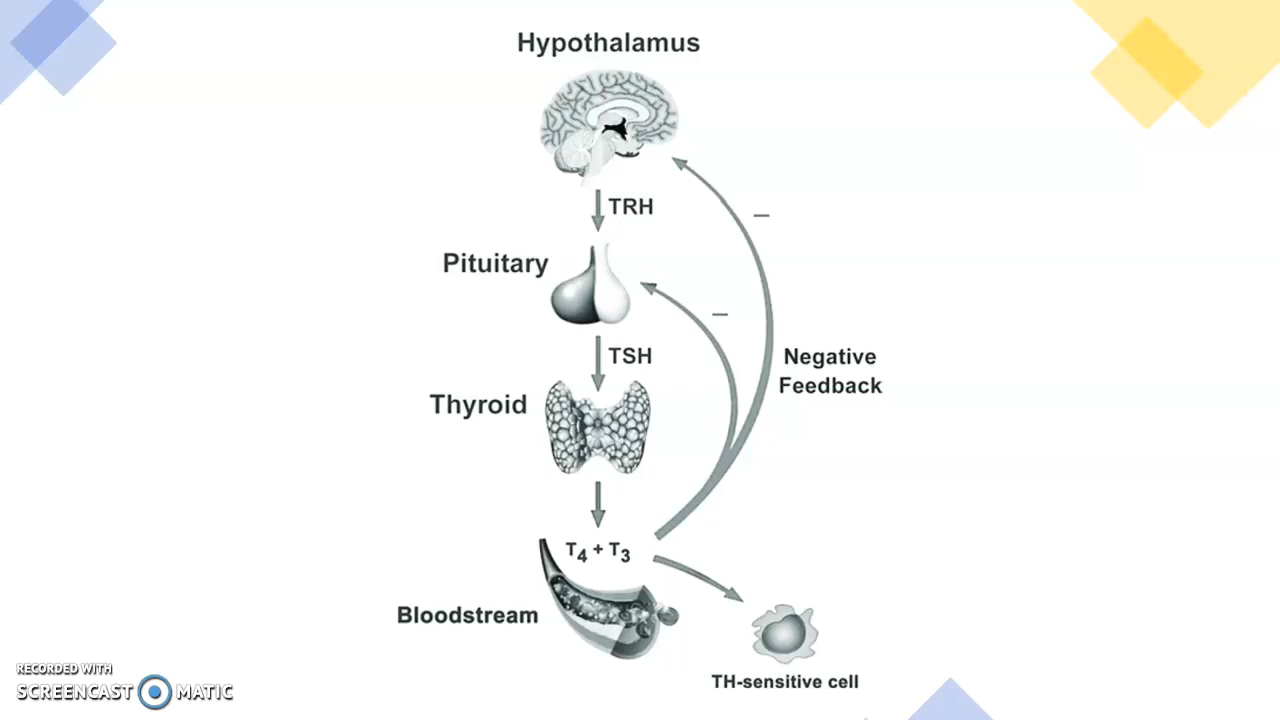 Hypothalamus
TRH
Pituitary
TSH
Thyroid
Negative
Feedback
T4 + T3
Bloodstream
TH-sensitive cell
RECORDED WITH
SCREENCAST MATIC